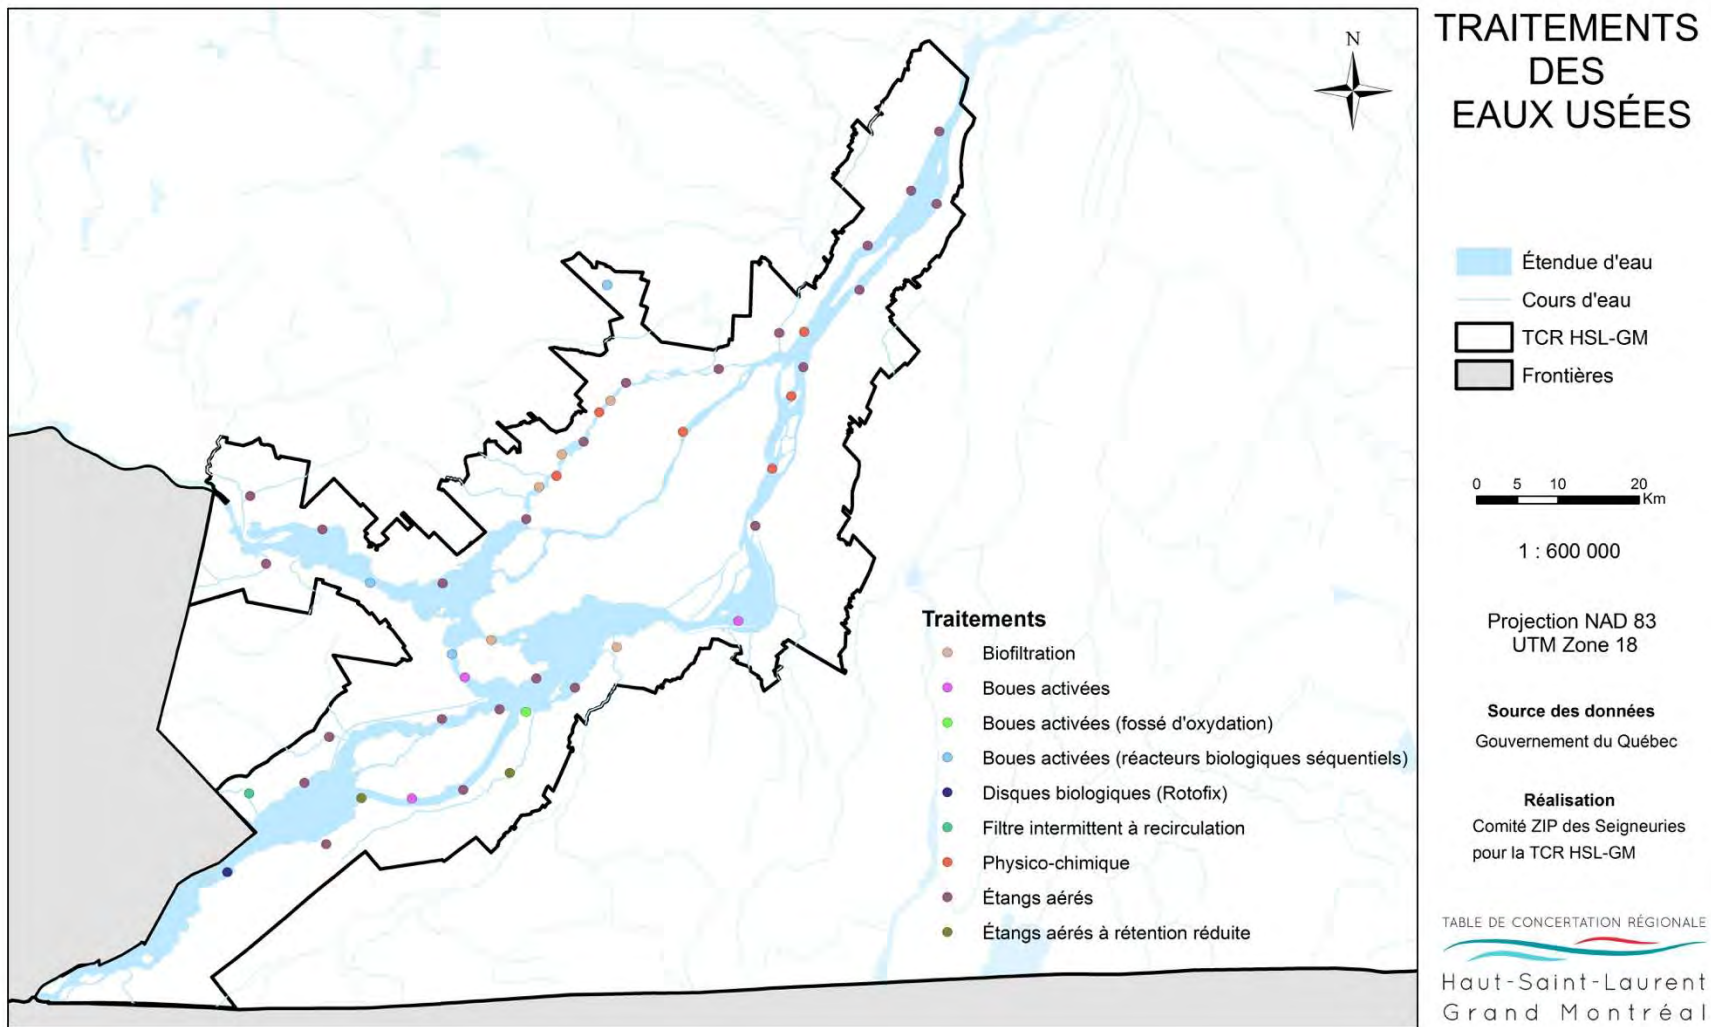 TRAITEMENTS
DES
EAUX USÉES
N
Étendue d'eau
Cours d'eau
TCR HSL-GM
Frontières
0 5 10 20
Km
1 : 600 000
Projection NAD 83
UTM Zone 18
Source des données
Gouvernement du Québec
Réalisation
Comité ZIP des Seigneuries
pour la TCR HSL-GM
TABLE DE CONCERTATION RÉGIONALE
Haut-Saint-Laurent
Grand Montréal
Traitements
Biofiltration
Boues activées
Boues activées (fossé d'oxydation)
Boues activées (réacteurs biologiques séquentiels)
Disques biologiques (Rotofix)
Filtre intermittent à recirculation
Physico-chimique
Étangs aérés
Étangs aérés à rétention réduite